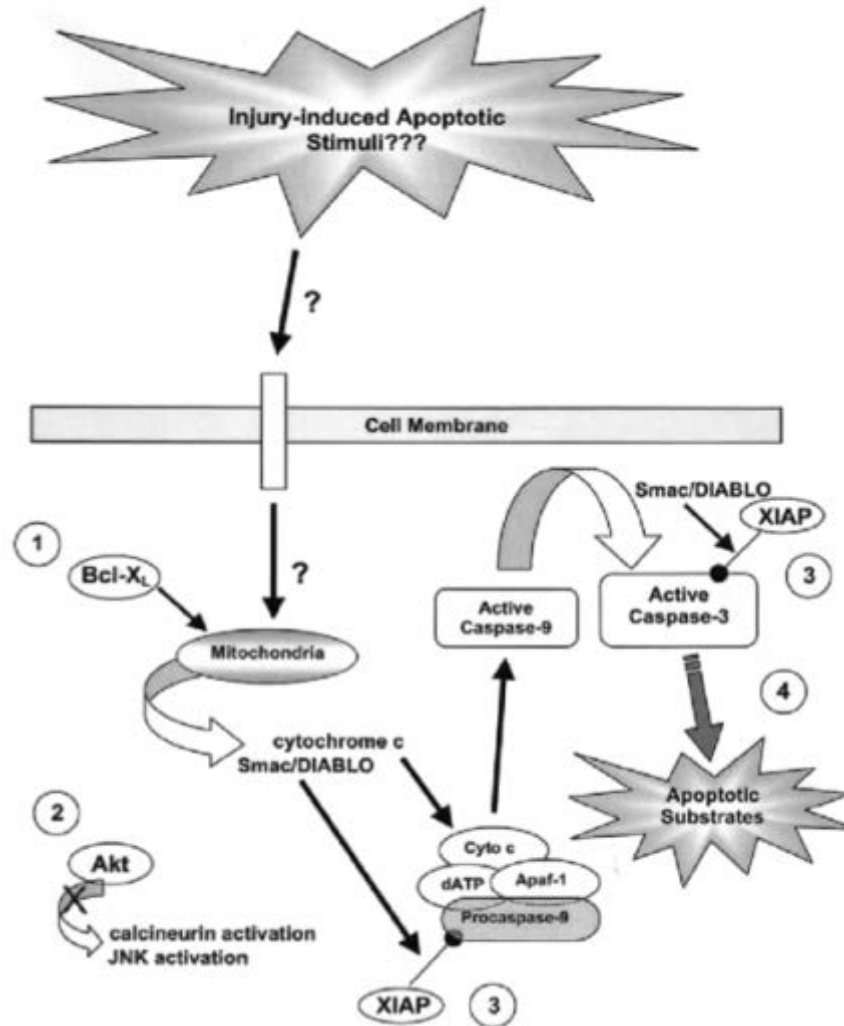 Injury-induced Apoptotic
Stimuli???
?
Cell Membrane
Smac/DIABLO
XIAP
1
Bcl-XL
?
3
Active
Caspase-9
Active
Caspase-3
Mitochondria
4
cytochrome c
Smac/DIABLO
Apoptotic
Substrates
2
Cyto c
Akt
dATP
Apaf-1
Procaspase-9
calcineurin activation
JNK activation
XIAP
3